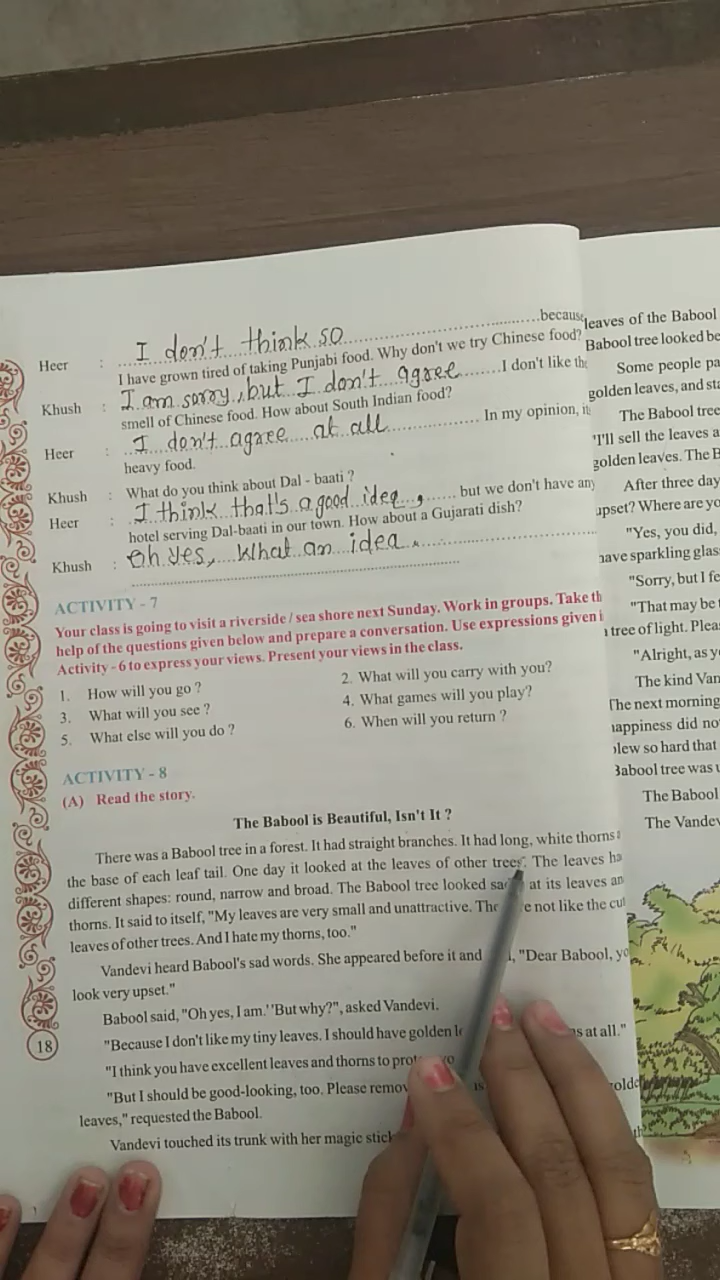 Heer : I don't think so ................because
I have grown tired of taking Punjabi food. Why don't we try Chinese food?
Khush : I am sorry, but I don't agree ........I don't like the
smell of Chinese food. How about South Indian food?
Heer : I don't agree at all ................ In my opinion, it
heavy food.
Khush : What do you think about Dal - baati ?
Heer : I think that's a good idea , ...... but we don't have any
hotel serving Dal-baati in our town. How about a Gujarati dish?
Khush : Oh yes, What an idea. ................
ACTIVITY - 7
Your class is going to visit a riverside / sea shore next Sunday. Work in groups. Take th
help of the questions given below and prepare a conversation. Use expressions given i
Activity - 6 to express your views. Present your views in the class.
1. How will you go ? 2. What will you carry with you?
3. What will you see ? 4. What games will you play?
5. What else will you do ? 6. When will you return ?
ACTIVITY - 8
(A) Read the story.
The Babool is Beautiful, Isn't It ?
There was a Babool tree in a forest. It had straight branches. It had long, white thorns
the base of each leaf tail. One day it looked at the leaves of other trees. The leaves ha
different shapes: round, narrow and broad. The Babool tree looked at its leaves an
thorns. It said to itself, "My leaves are very small and unattractive. not like the cut
leaves of other trees. And I hate my thorns, too."
Vandevi heard Babool's sad words. She appeared before it and "Dear Babool, yo
look very upset."
Babool said, "Oh yes, I am.''But why?", asked Vandevi.
"Because I don't like my tiny leaves. I should have golden at all."
"I think you have excellent leaves and thorns to
"But I should be good-looking, too. Please
leaves," requested the Babool.
Vandevi touched its trunk with her magic
18
leaves of the Babool
Babool tree looked be
Some people pa
golden leaves, and sta
The Babool tree
'I'll sell the leaves a
golden leaves. The B
After three day
upset? Where are yo
"Yes, you did,
have sparkling glas
"Sorry, but I fe
"That may be
tree of light. Plea
"Alright, as y
The kind Van
The next morning
happiness did no
blew so hard that
Babool tree was
The Babool
The Vandev